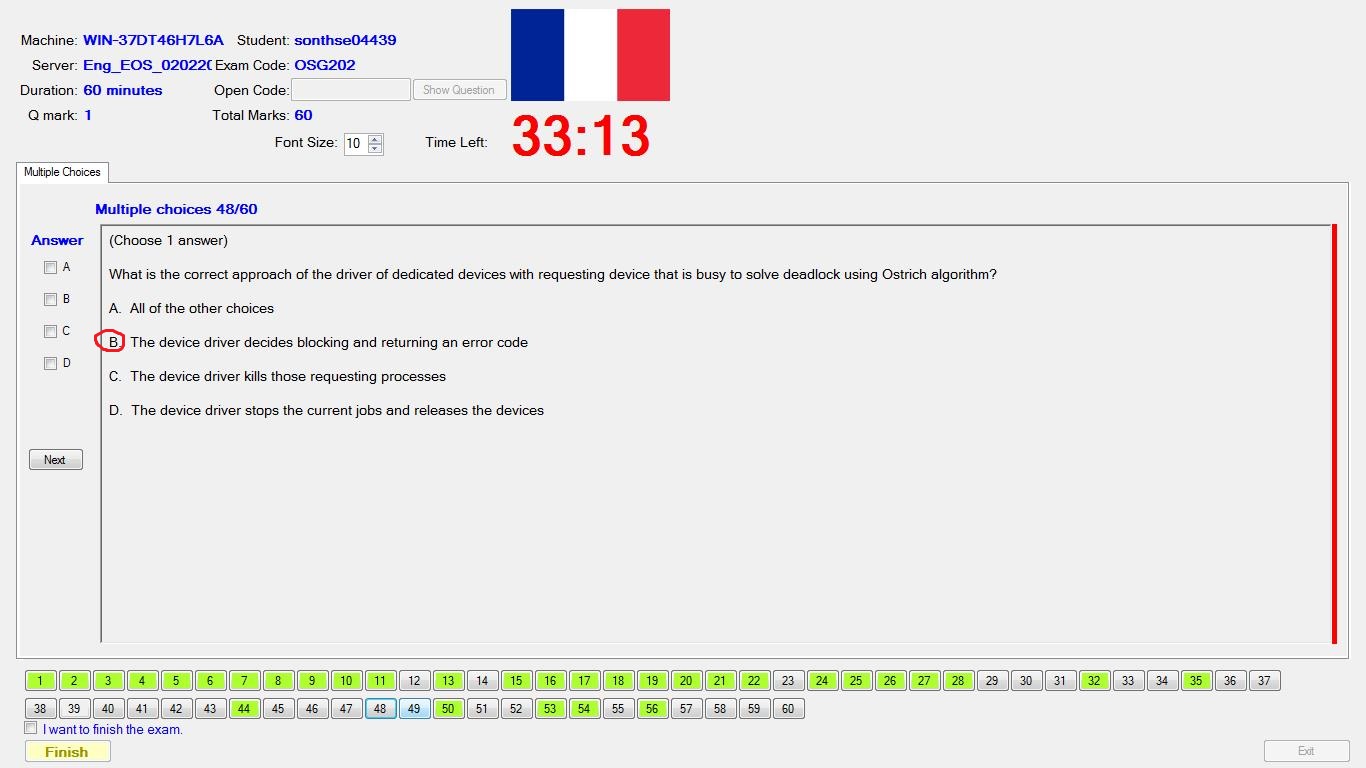 Machine: WIN-37DT46H7L6A Student: sonthse04439
Server: Eng_EOS_020220 Exam Code: OSG202
Duration: 60 minutes Open Code: Show Question
Q mark: 1 Total Marks: 60
Font Size: 10 Time Left: 33:13
Multiple Choices
Multiple choices 48/60
Answer
(Choose 1 answer)
A
What is the correct approach of the driver of dedicated devices with requesting device that is busy to solve deadlock using Ostrich algorithm?
B
A. All of the other choices
C
B. The device driver decides blocking and returning an error code
D
C. The device driver kills those requesting processes
D. The device driver stops the current jobs and releases the devices
Next
1 2 3 4 5 6 7 8 9 10 11 12 13 14 15 16 17 18 19 20 21 22 23 24 25 26 27 28 29 30 31 32 33 34 35 36 37
38 39 40 41 42 43 44 45 46 47 48 49 50 51 52 53 54 55 56 57 58 59 60
I want to finish the exam.
Finish Exit